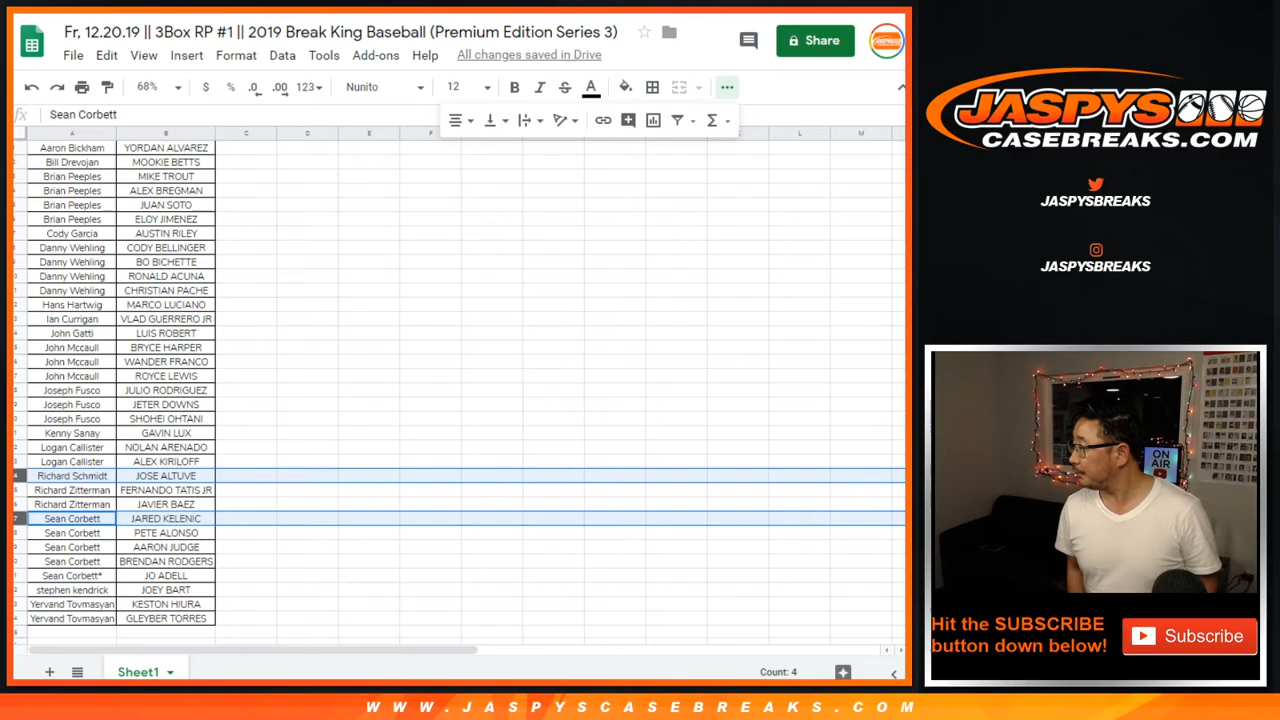 Fr, 12.20.19 || 3Box RP #1 || 2019 Break King Baseball (Premium Edition Series 3)
File Edit View Insert Format Data Tools Add-ons Help All changes saved in Drive
Share
68% $ % .0 .00 123 Nunito 12 B I S A
fx Sean Corbett
A B C D E F L M
Aaron Bickham YORDAN ALVAREZ
Bill Drevojan MOOKIE BETTS
Brian Peeples MIKE TROUT
Brian Peeples ALEX BREGMAN
Brian Peeples JUAN SOTO
Brian Peeples ELOY JIMENEZ
Cody Garcia AUSTIN RILEY
Danny Wehling CODY BELLINGER
Danny Wehling BO BICHETTE
Danny Wehling RONALD ACUNA
Danny Wehling CHRISTIAN PACHE
Hans Hartwig MARCO LUCIANO
Ian Currigan VLAD GUERRERO JR
John Gatti LUIS ROBERT
John Mccaull BRYCE HARPER
John Mccaull WANDER FRANCO
John Mccaull ROYCE LEWIS
Joseph Fusco JULIO RODRIGUEZ
Joseph Fusco JETER DOWNS
Joseph Fusco SHOHEI OHTANI
Kenny Sanay GAVIN LUX
Logan Callister NOLAN ARENADO
Logan Callister ALEX KIRILOFF
Richard Schmidt JOSE ALTUVE
Richard Zitterman FERNANDO TATIS JR
Richard Zitterman JAVIER BAEZ
Sean Corbett JARED KELENIC
Sean Corbett PETE ALONSO
Sean Corbett AARON JUDGE
Sean Corbett BRENDAN RODGERS
Sean Corbett* JO ADELL
stephen kendrick JOEY BART
Yervand Tovmasyan KESTON HIURA
Yervand Tovmasyan GLEYBER TORRES
Sheet1
Count: 4
JASPYS
CASEBREAKS.COM
JASPYSBREAKS
JASPYSBREAKS
ON
AIR
Hit the SUBSCRIBE
button down below!
Subscribe
WWW.JASPYSCASEBREAKS.COM